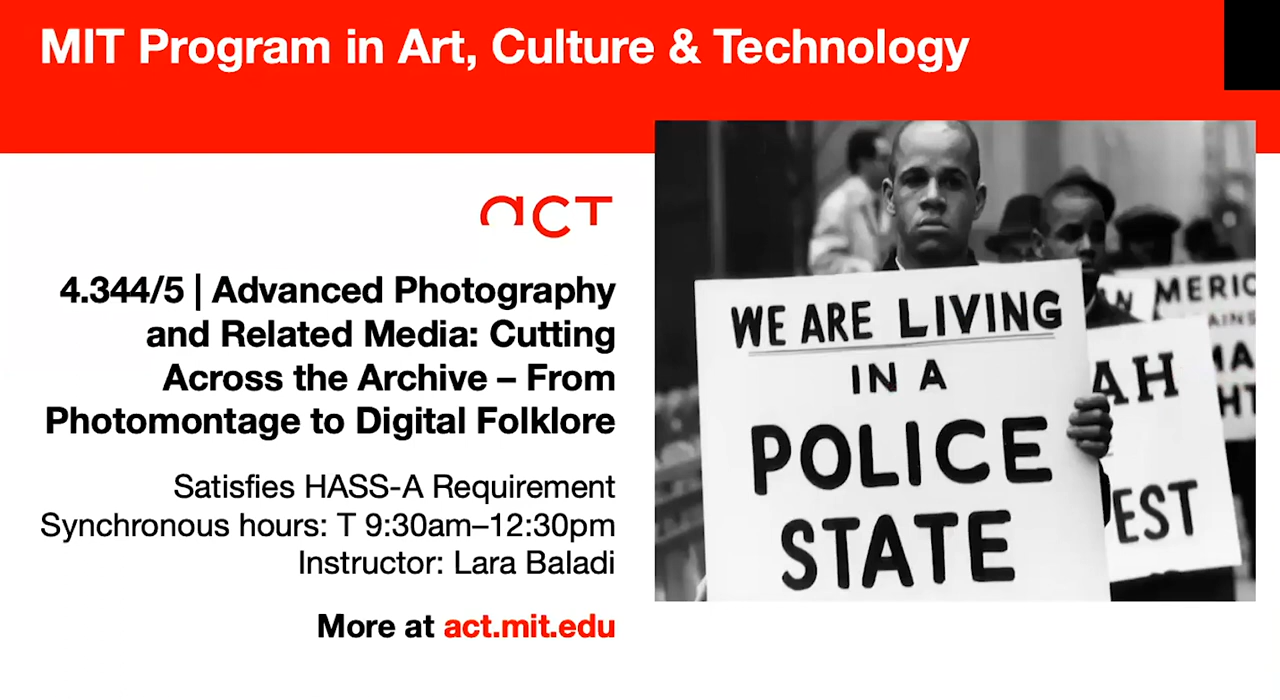 MIT Program in Art, Culture & Technology
act
4.344/5 | Advanced Photography
and Related Media: Cutting
Across the Archive – From
Photomontage to Digital Folklore
Satisfies HASS-A Requirement
Synchronous hours: T 9:30am–12:30pm
Instructor: Lara Baladi
More at act.mit.edu
WE ARE LIVING
IN A
POLICE
STATE